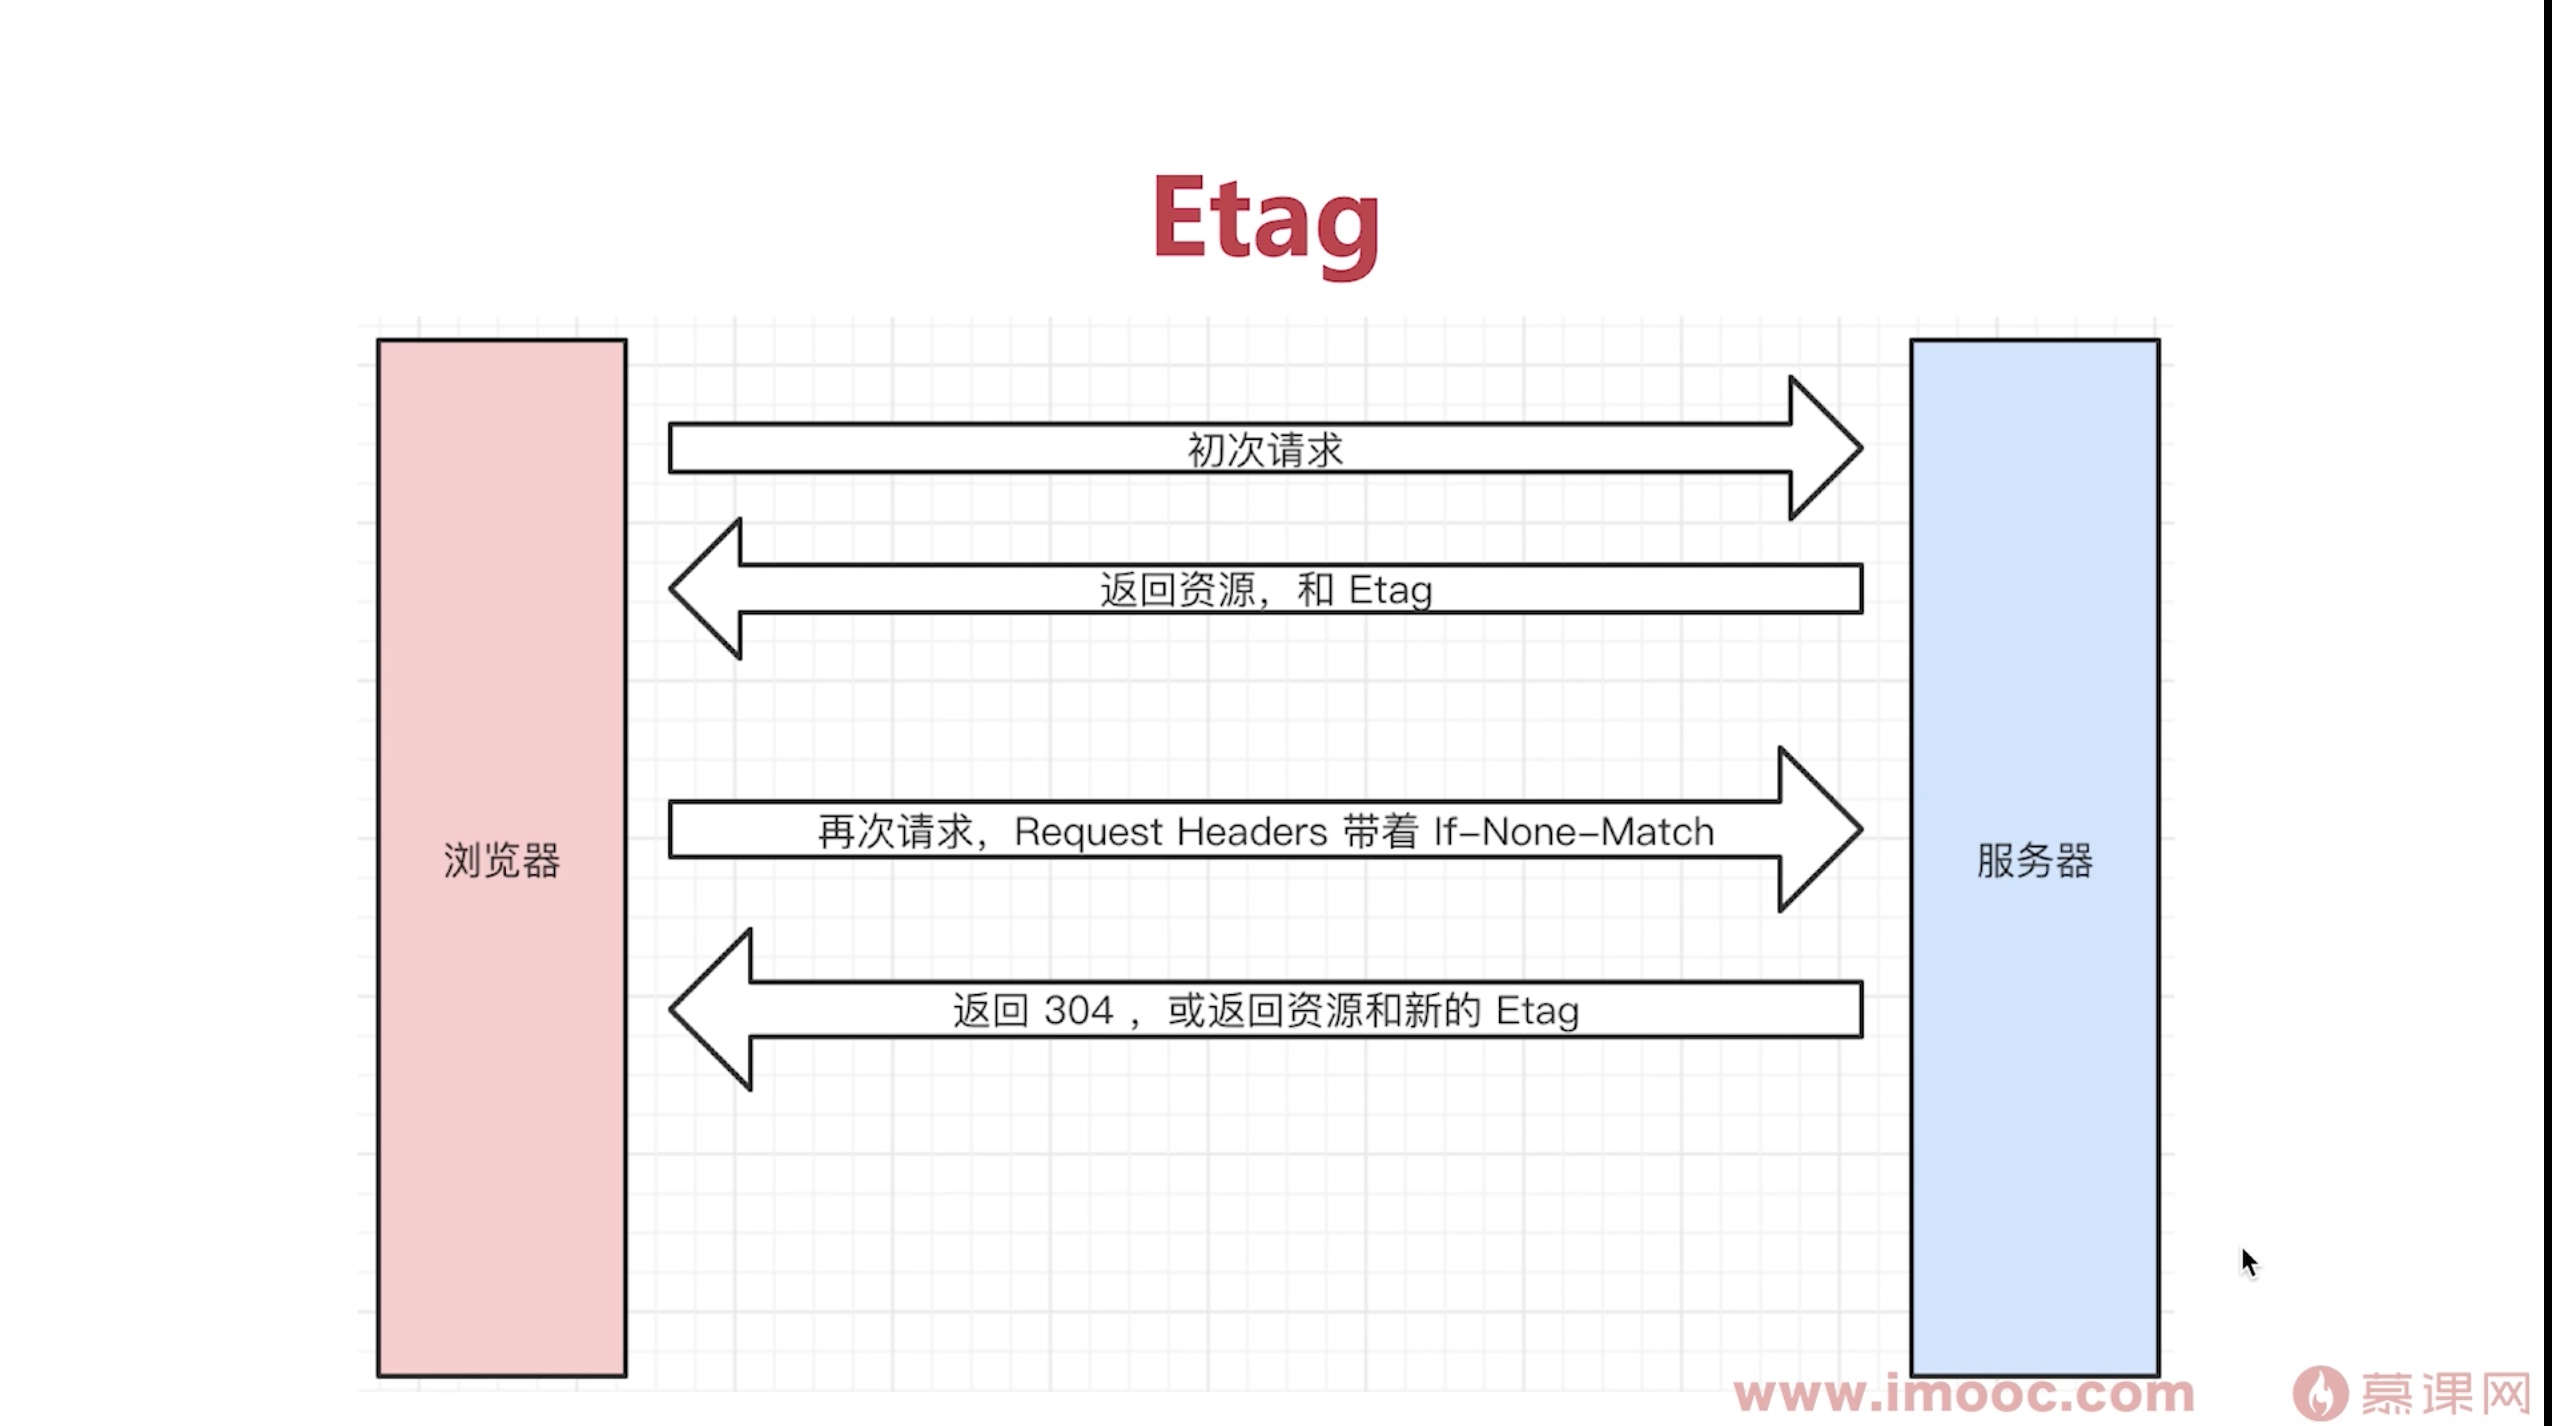 Etag
初次请求
返回资源，和 Etag
再次请求，Request Headers 带着 If-None-Match
浏览器
服务器
返回 304 ，或返回资源和新的 Etag
www.imooc.com
慕课网